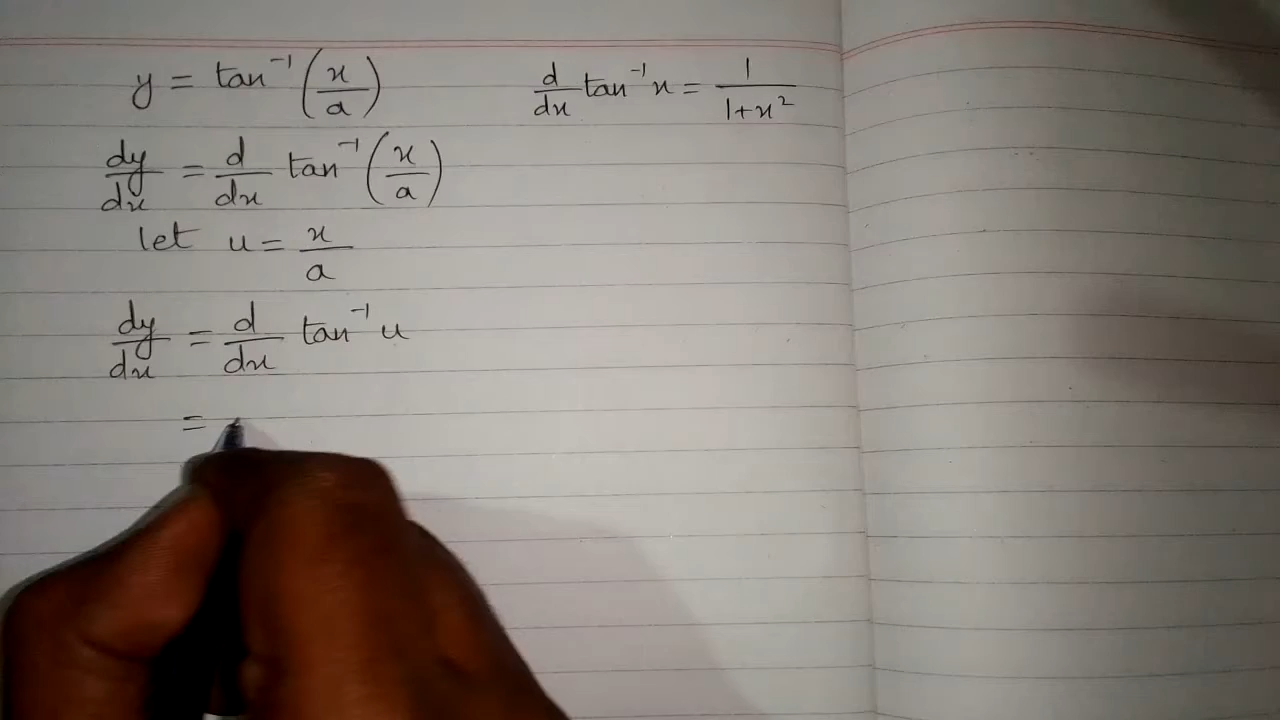 y = tan⁻¹(x/a)
d/dx tan⁻¹x = 1/(1+x²)
dy/dx = d/dx tan⁻¹(x/a)
let u = x/a
dy/dx = d/dx tan⁻¹u
=